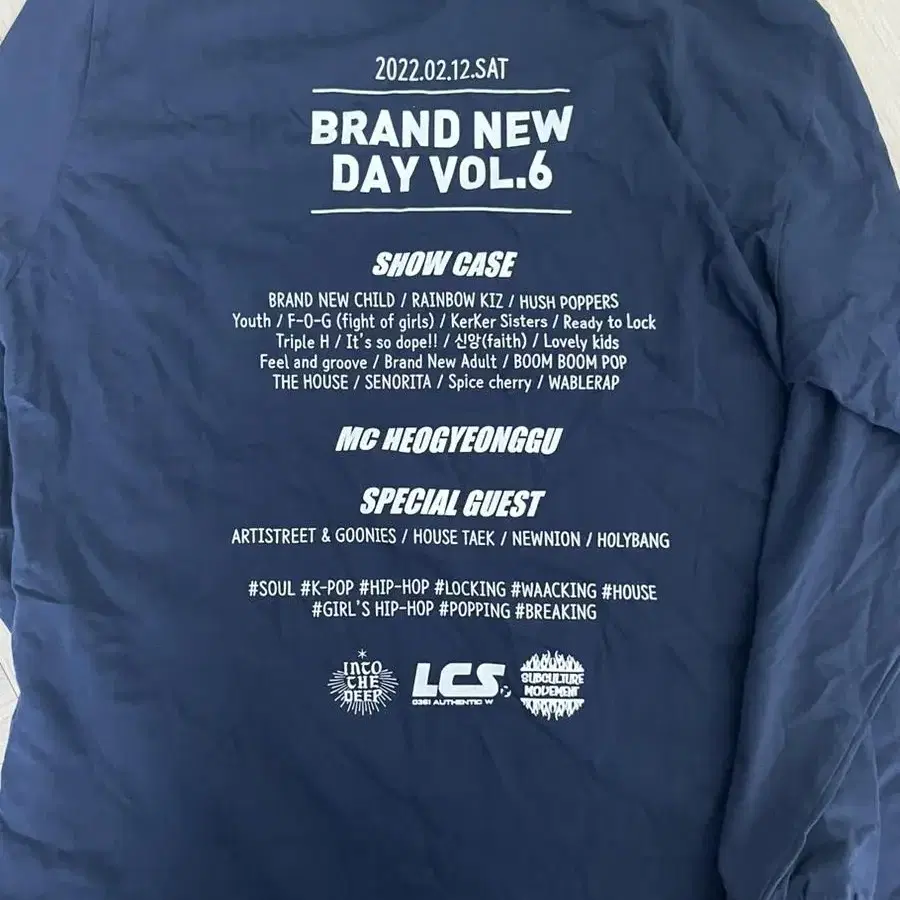 2022.02.12.SAT
BRAND NEW
DAY VOL.6
SHOW CASE
BRAND NEW CHILD / RAINBOW KIZ / HUSH POPPERS
Youth / F-O-G (fight of girls) / KerKer Sisters / Ready to Lock
Triple H / It's so dope!! / 신앙(faith) / Lovely kids
Feel and groove / Brand New Adult / BOOM BOOM POP
THE HOUSE / SENORITA / Spice cherry / WABLERAP
MC HEOGYEONGGU
SPECIAL GUEST
ARTISTREET & GOONIES / HOUSE TAEK / NEWNION / HOLYBANG
#SOUL #K-POP #HIP-HOP #LOCKING #WAACKING #HOUSE
#GIRL'S HIP-HOP #POPPING #BREAKING
INTO
THE
DEEP
LCS
0361 AUTHENTIC W
SUBCULTURE
MOVEMENT